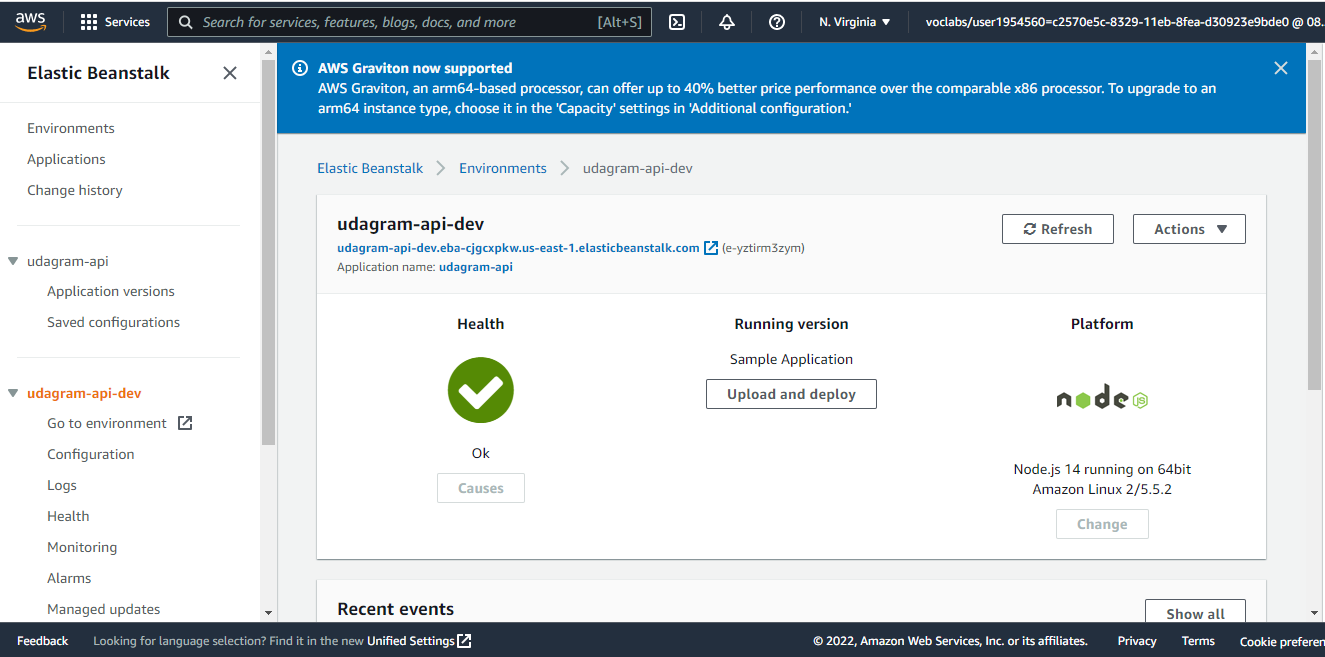 aws
Services
Search for services, features, blogs, docs, and more [Alt+S]
N. Virginia
voclabs/user1954560=c2570e5c-8329-11eb-8fea-d30923e9bde0 @ 08.
Elastic Beanstalk
Environments
Applications
Change history
udagram-api
Application versions
Saved configurations
udagram-api-dev
Go to environment
Configuration
Logs
Health
Monitoring
Alarms
Managed updates
AWS Graviton now supported
AWS Graviton, an arm64-based processor, can offer up to 40% better price performance over the comparable x86 processor. To upgrade to an
arm64 instance type, choose it in the 'Capacity' settings in 'Additional configuration.'
Elastic Beanstalk > Environments > udagram-api-dev
udagram-api-dev
udagram-api-dev.eba-cjgcxpkw.us-east-1.elasticbeanstalk.com (e-yztirm3zym)
Application name: udagram-api
Refresh
Actions
Health
Ok
Causes
Running version
Sample Application
Upload and deploy
Platform
node JS
Node.js 14 running on 64bit
Amazon Linux 2/5.5.2
Change
Recent events
Show all
Feedback
Looking for language selection? Find it in the new Unified Settings
© 2022, Amazon Web Services, Inc. or its affiliates.
Privacy
Terms
Cookie preferen